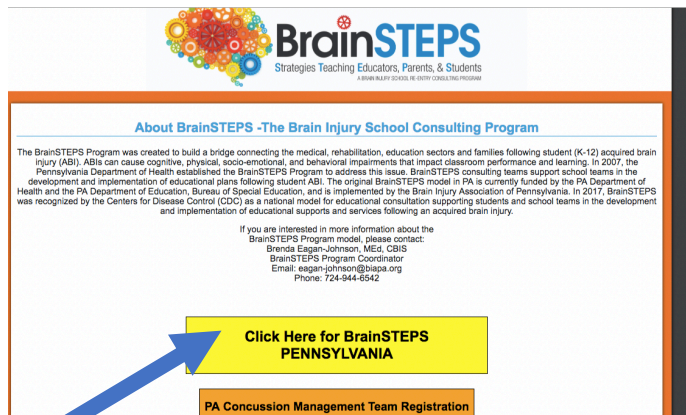 BrainSTEPS
Strategies Teaching Educators, Parents, & Students
A BRAIN INJURY SCHOOL RE-ENTRY CONSULTING PROGRAM
About BrainSTEPS -The Brain Injury School Consulting Program
The BrainSTEPS Program was created to build a bridge connecting the medical, rehabilitation, education sectors and families following student (K-12) acquired brain
injury (ABI). ABIs can cause cognitive, physical, socio-emotional, and behavioral impairments that impact classroom performance and learning. In 2007, the
Pennsylvania Department of Health established the BrainSTEPS Program to address this issue. BrainSTEPS consulting teams support school teams in the
development and implementation of educational plans following student ABI. The original BrainSTEPS model in PA is currently funded by the PA Department of
Health and the PA Department of Education, Bureau of Special Education, and is implemented by the Brain Injury Association of Pennsylvania. In 2017, BrainSTEPS
was recognized by the Centers for Disease Control (CDC) as a national model for educational consultation supporting students and school teams in the development
and implementation of educational supports and services following an acquired brain injury.
If you are interested in more information about the
BrainSTEPS Program model, please contact:
Brenda Eagan-Johnson, MEd, CBIS
BrainSTEPS Program Coordinator
Email: eagan-johnson@biapa.org
Phone: 724-944-6542
Click Here for BrainSTEPS
PENNSYLVANIA
PA Concussion Management Team Registration